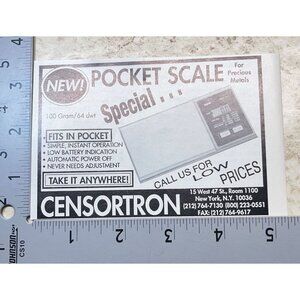 NEW!
POCKET SCALE
For
Precious
Metals
Special...
100 Gram/64 dwt
FITS IN POCKET
• SIMPLE, INSTANT OPERATION
• LOW BATTERY INDICATION
• AUTOMATIC POWER OFF
• NEVER NEEDS ADJUSTMENT
TAKE IT ANYWHERE!
CALL US FOR
LOW
PRICES
CENSORTRON
15 West 47 St., Room 1100
New York, N.Y. 10036
(212) 764-7130 (800) 223-0551
FAX: (212) 764-9617
1
2
3
4
5
CS10